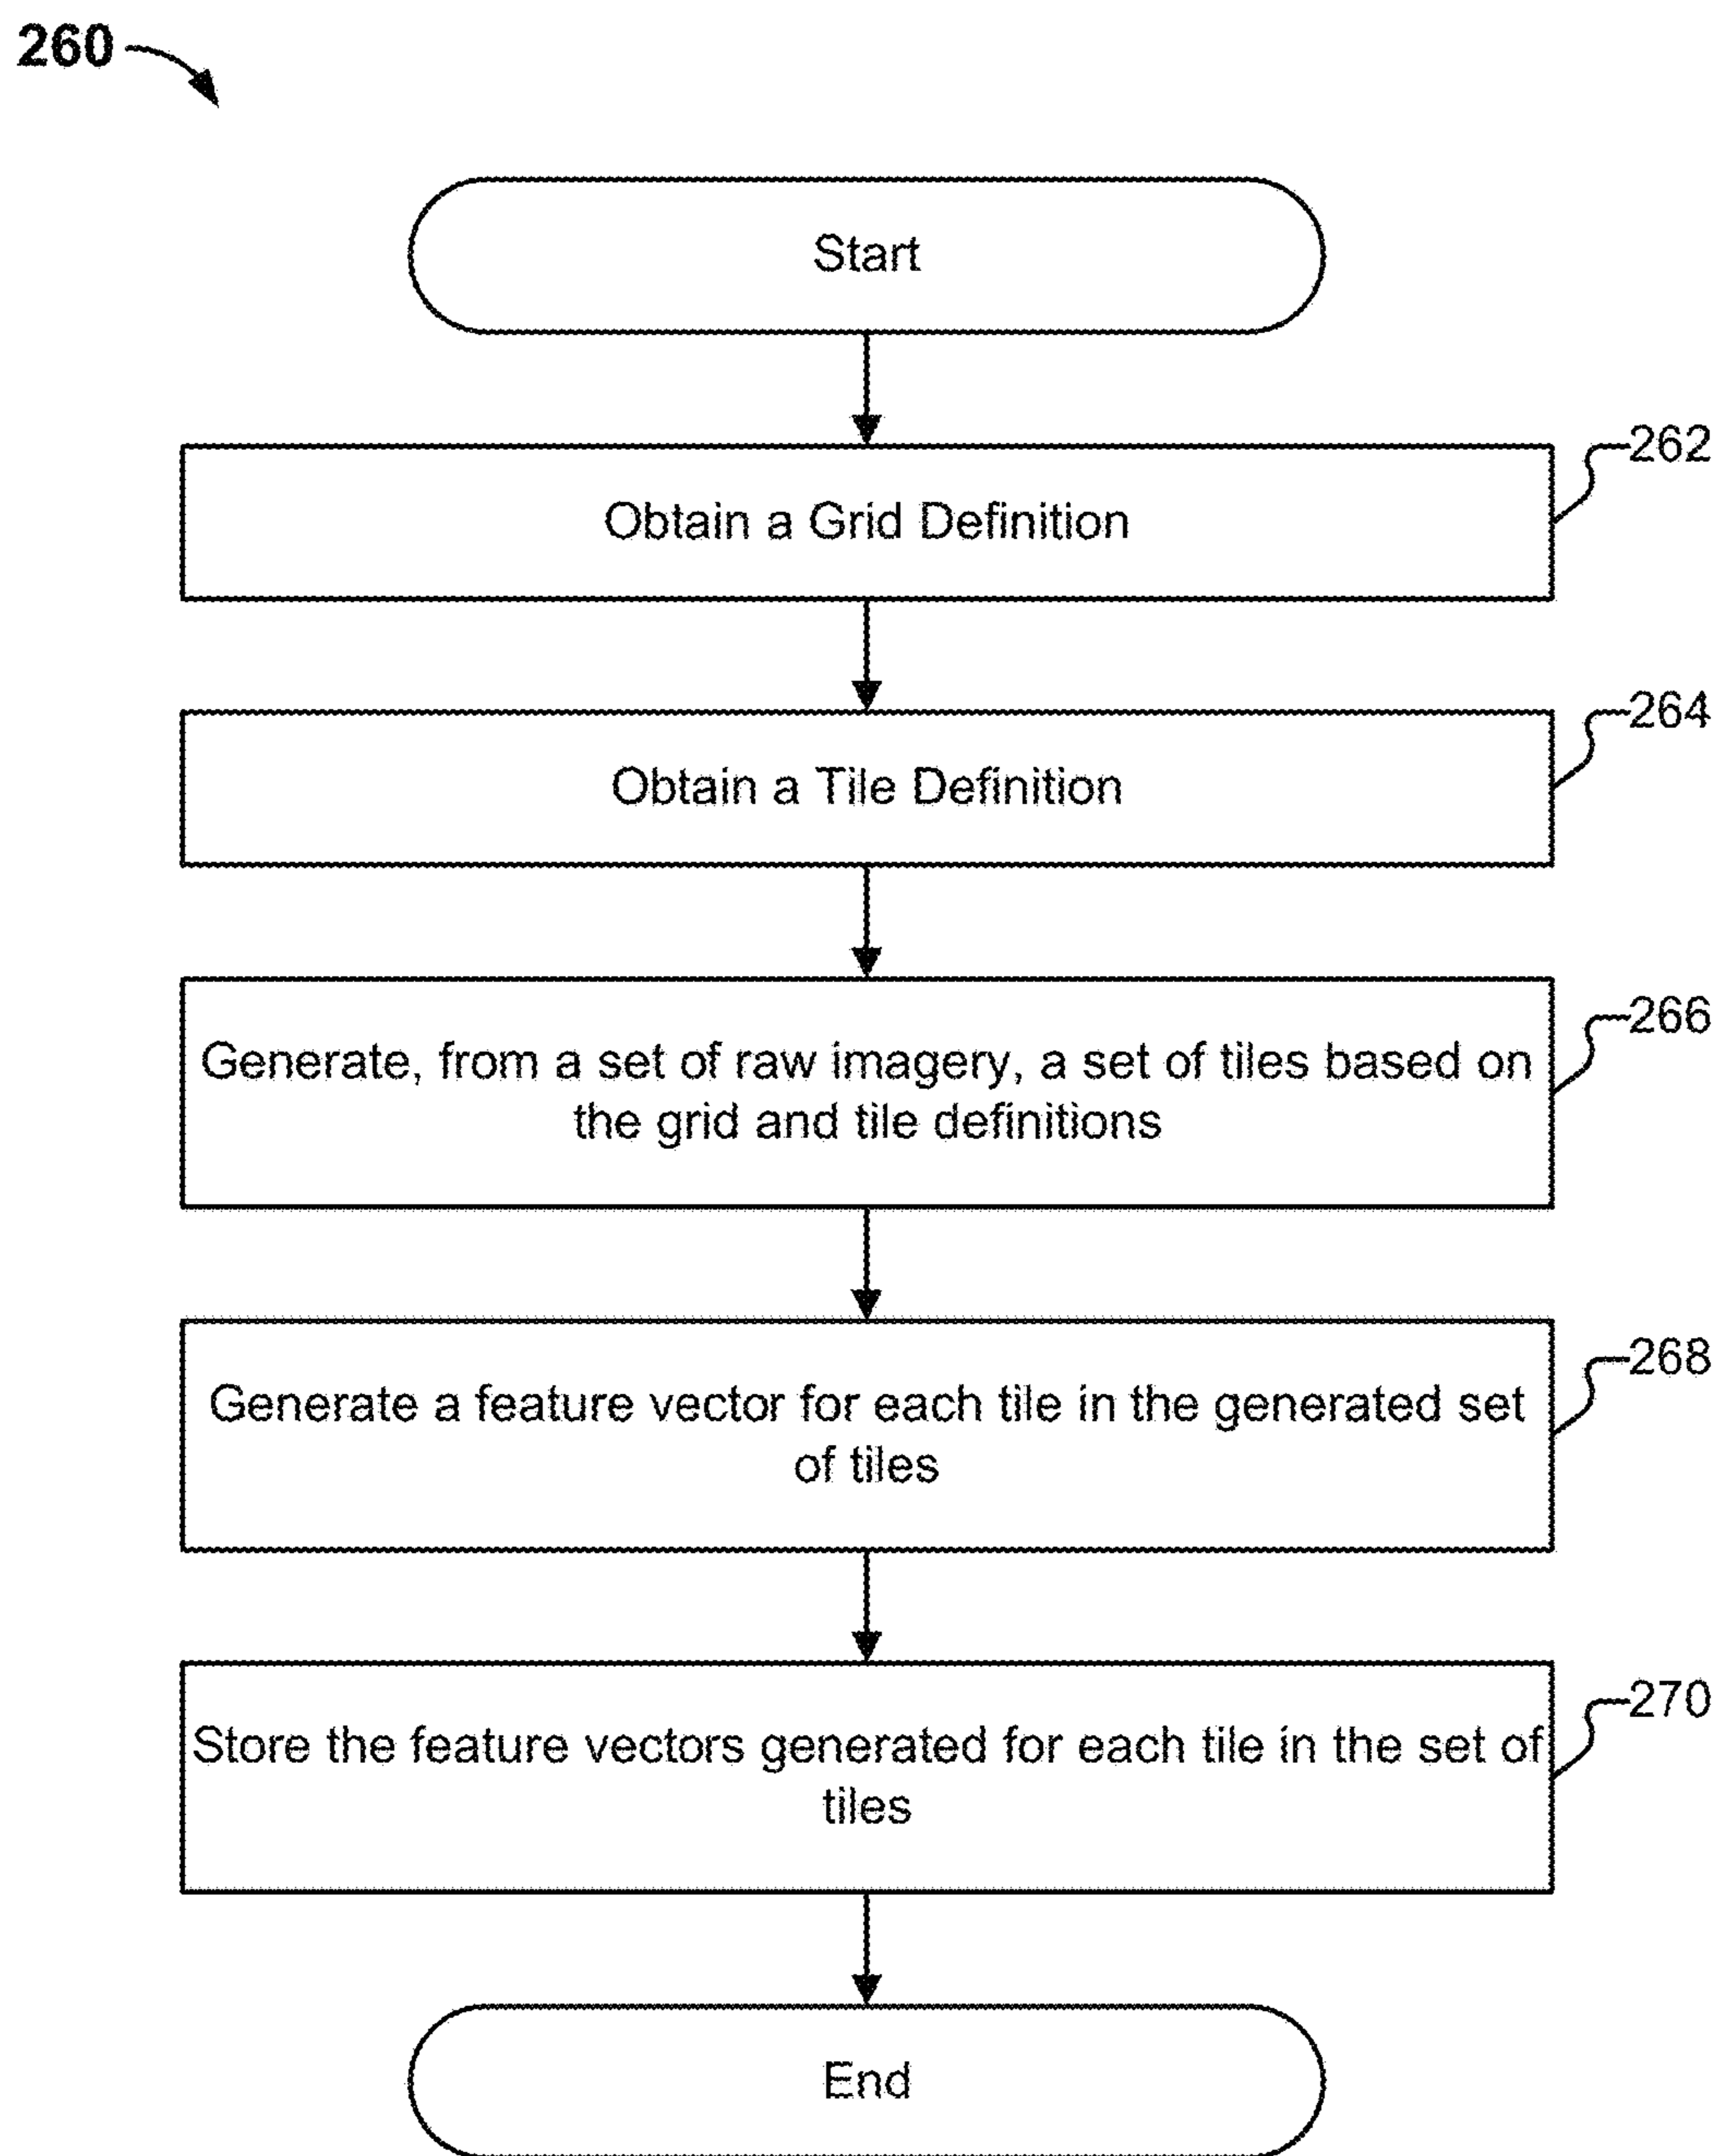 260
Start
262
Obtain a Grid Definition
264
Obtain a Tile Definition
266
Generate, from a set of raw imagery, a set of tiles based on
the grid and tile definitions
268
Generate a feature vector for each tile in the generated set
of tiles
270
Store the feature vectors generated for each tile in the set of
tiles
End